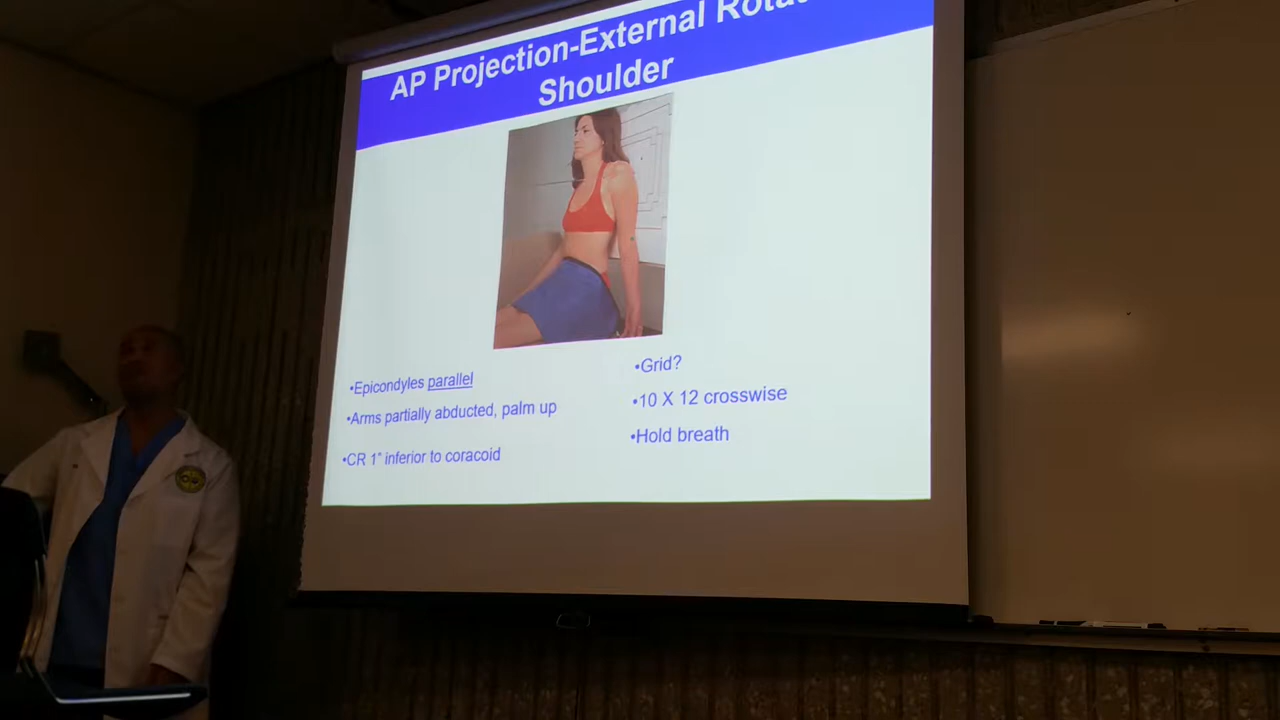 AP Projection-External
Shoulder
•Epicondyles parallel
•Arms partially abducted, palm up
•CR 1" inferior to coracoid
•Grid?
•10 X 12 crosswise
•Hold breath